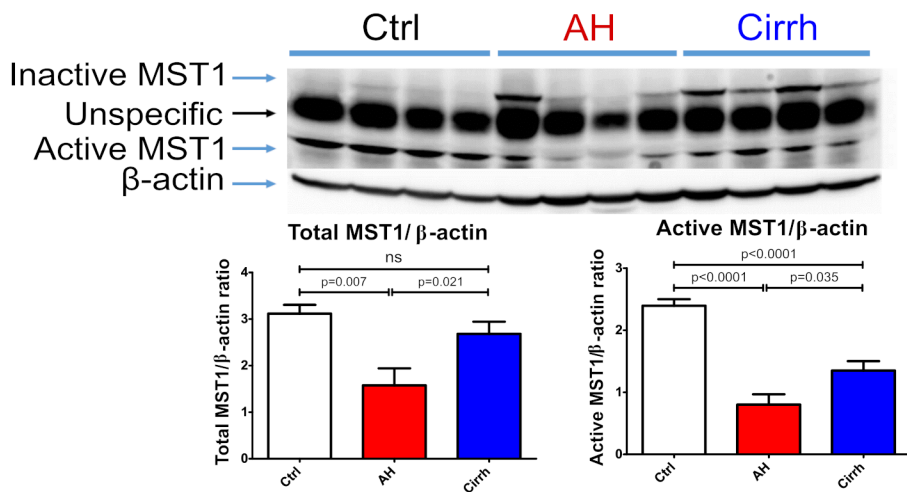 Ctrl AH Cirrh
Inactive MST1
Unspecific
Active MST1
β-actin
Total MST1/ β-actin
ns
p=0.007 p=0.021
Total MST1/β-actin ratio
4
3
2
1
0
Ctrl AH Cirrh
Active MST1/β-actin
p<0.0001
p<0.0001 p=0.035
Active MST1/β-actin ratio
3
2
1
0
Ctrl AH Cirrh